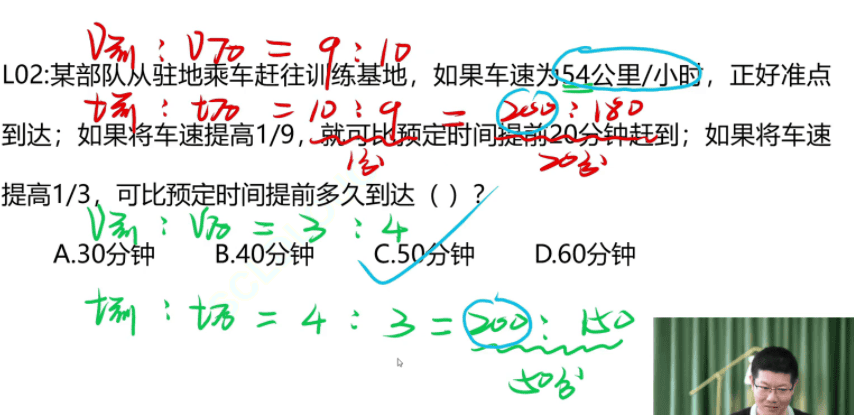 V前 : V后 = 9 : 10
L02:某部队从驻地乘车赶往训练基地，如果车速为54公里/小时，正好准点
t前 : t后 = 10 : 9 = 200 : 180
到达；如果将车速提高1/9，就可比预定时间提前20分钟赶到；如果将车速
1份 20分
提高1/3，可比预定时间提前多久到达（ ）？
V前 : V后 = 3 : 4
A.30分钟 B.40分钟 C.50分钟 D.60分钟
t前 : t后 = 4 : 3 = 200 : 150
50分